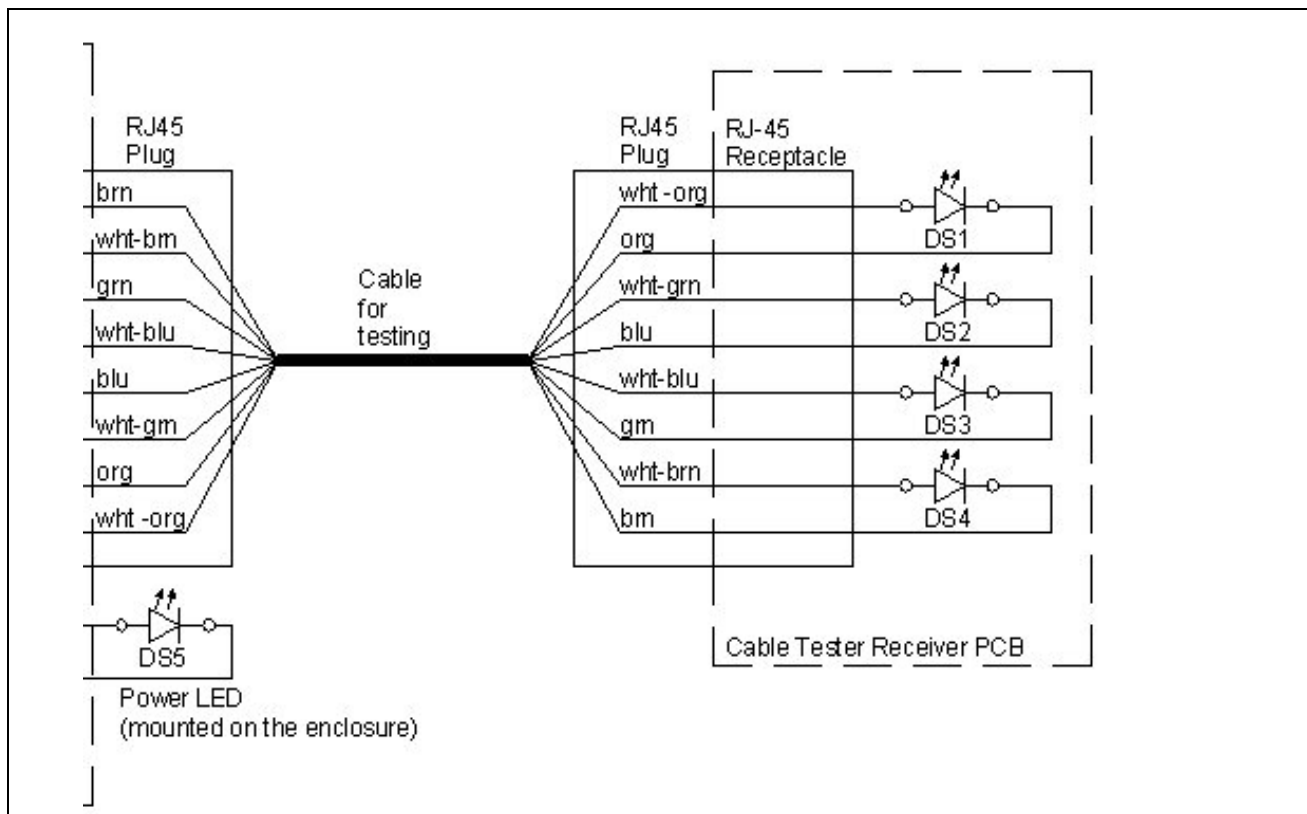 RJ45
Plug
brn
wht-brn
grn
wht-blu
blu
wht-grn
org
wht -org
DS5
Power LED
(mounted on the enclosure)
Cable
for
testing
RJ45
Plug
RJ-45
Receptacle
wht -org
org
wht-grn
blu
wht-blu
grn
wht-brn
brn
DS1
DS2
DS3
DS4
Cable Tester Receiver PCB